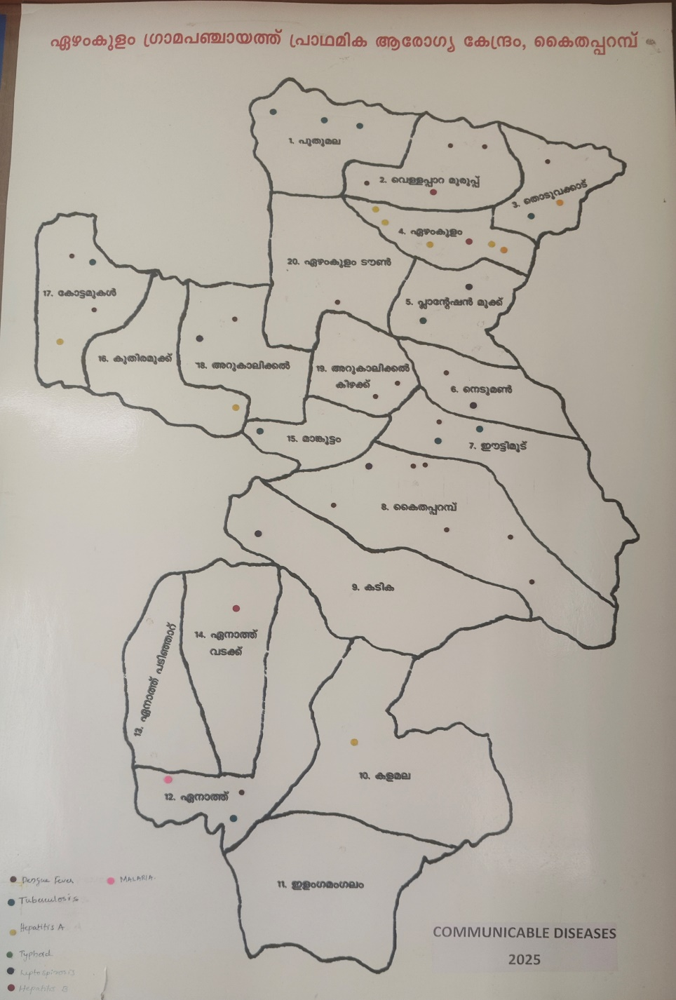 ഏഴംകുളം ഗ്രാമപഞ്ചായത്ത് പ്രാഥമിക ആരോഗ്യ കേന്ദ്രം, കൈതപ്പറമ്പ്
1. പുതുമല
2. വെള്ളപ്പാറ മുരുപ്പ്
3. തൊടുവക്കാട്
4. ഏഴംകുളം
20. ഏഴംകുളം ടൗൺ
5. പ്ലാന്റേഷൻ മുക്ക്
17. കോട്ടമുകൾ
16. കുതിരമുക്ക്
18. അറുകാലിക്കൽ
19. അറുകാലിക്കൽ
കിഴക്ക്
6. നെടുമൺ
15. മാങ്കൂട്ടം
7. ഈട്ടിമൂട്
8. കൈതപ്പറമ്പ്
9. കടിക
14. ഏനാത്ത്
വടക്ക്
13. ഏനാത്ത് പടിഞ്ഞാറ്
10. കളമല
12. ഏനാത്ത്
11. ഇളംഗമംഗലം
Dengue Fever
MALARIA.
Tuberculosis
Hepatitis A
Typhoid
Leptospirosis
Hepatitis B
COMMUNICABLE DISEASES
2025